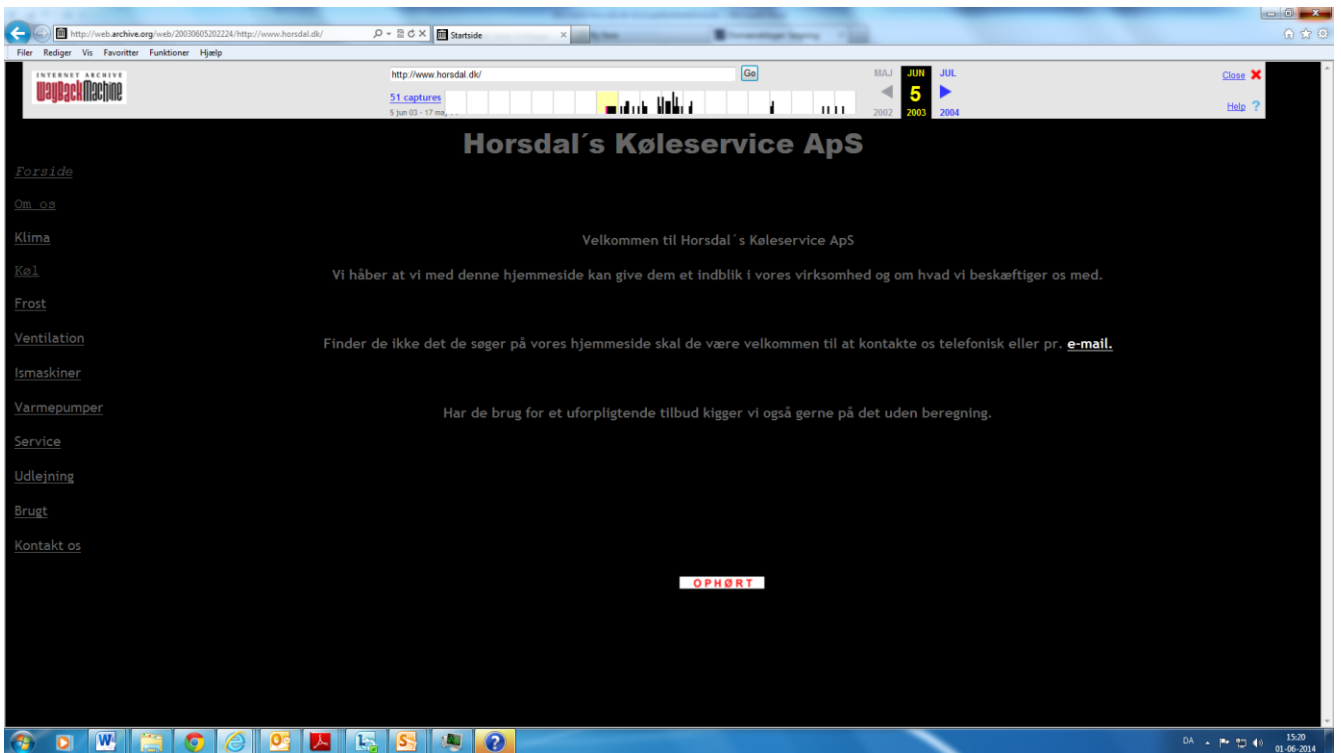 http://web.archive.org/web/20030605202224/http://www.horsdal.dk/
Startside
Filer Rediger Vis Favoritter Funktioner Hjælp
INTERNET ARCHIVE
WayBackMachine
http://www.horsdal.dk/ Go
51 captures
5 jun 03 - 17 ma
MAJ JUN JUL
5
2002 2003 2004
Close
Help ?
Horsdal´s Køleservice ApS
Forside
Om os
Klima
Køl
Frost
Ventilation
Ismaskiner
Varmepumper
Service
Udlejning
Brugt
Kontakt os
Velkommen til Horsdal´s Køleservice ApS
Vi håber at vi med denne hjemmeside kan give dem et indblik i vores virksomhed og om hvad vi beskæftiger os med.
Finder de ikke det de søger på vores hjemmeside skal de være velkommen til at kontakte os telefonisk eller pr. e-mail.
Har de brug for et uforpligtende tilbud kigger vi også gerne på det uden beregning.
OPHØRT
DA
15:20
01-06-2014